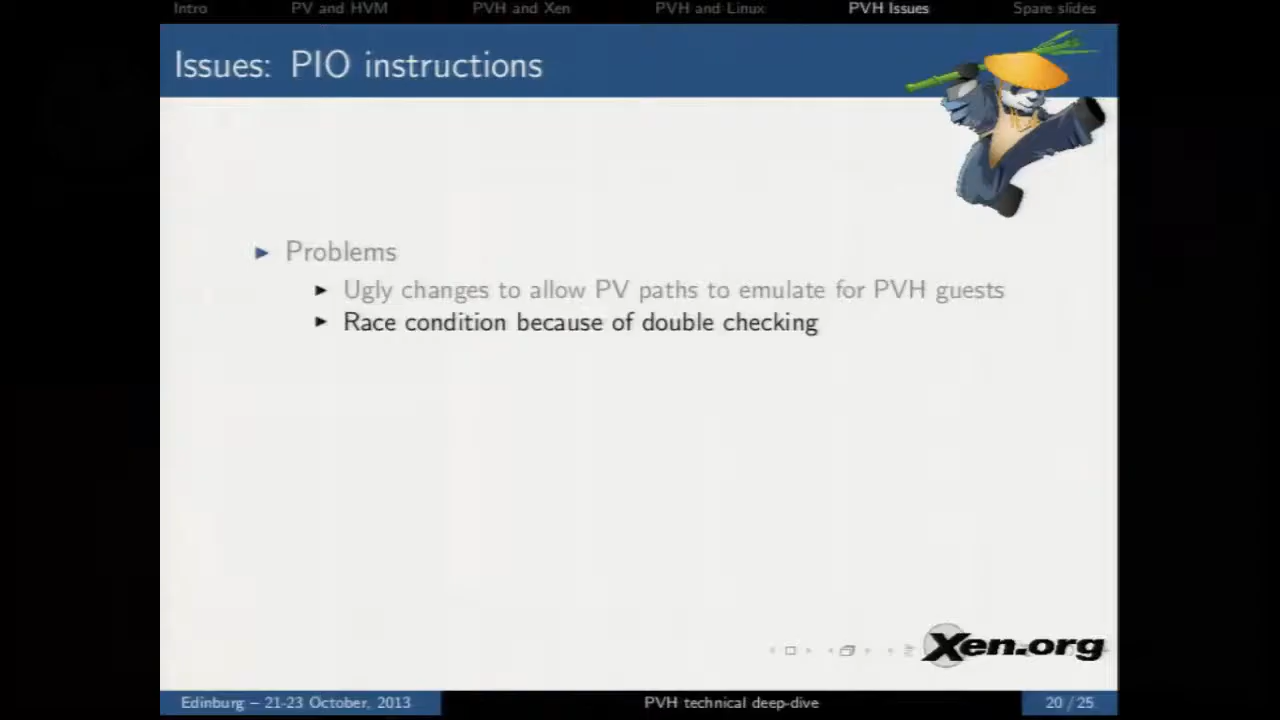 Intro PV and HVM PVH and Xen PVH and Linux PVH Issues Spare slides
Issues: PIO instructions
Problems
Ugly changes to allow PV paths to emulate for PVH guests
Race condition because of double checking
Xen.org
Edinburg – 21-23 October, 2013 PVH technical deep-dive 20 / 25